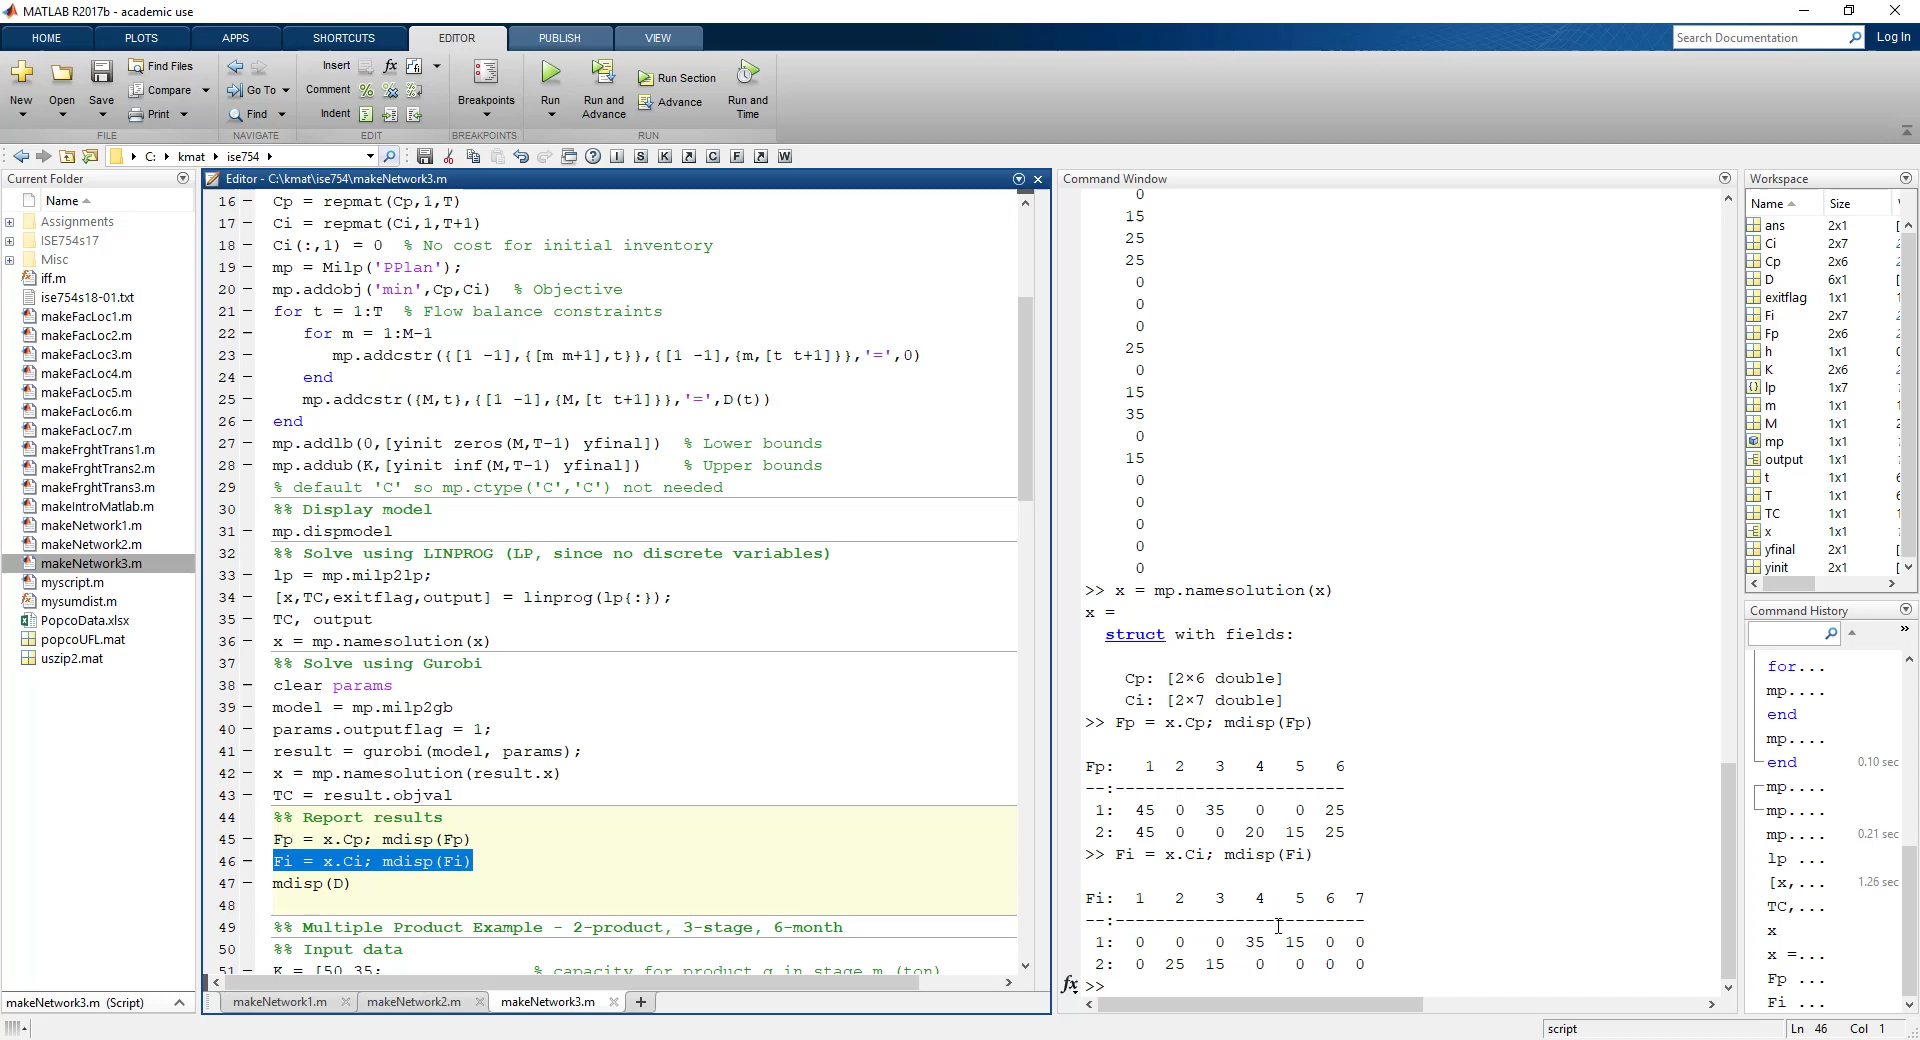 MATLAB R2017b - academic use
HOME PLOTS APPS SHORTCUTS EDITOR PUBLISH VIEW
Search Documentation Log In
New Open Save Find Files Compare Print
Go To Find
Insert fx
Comment
Indent
Breakpoints Run Run and Advance Run Section Advance Run and Time
FILE NAVIGATE EDIT BREAKPOINTS RUN
C: kmat ise754
I S K C F W
Current Folder
Name
Assignments
ISE754s17
Misc
iff.m
ise754s18-01.txt
makeFacLoc1.m
makeFacLoc2.m
makeFacLoc3.m
makeFacLoc4.m
makeFacLoc5.m
makeFacLoc6.m
makeFacLoc7.m
makeFrghtTrans1.m
makeFrghtTrans2.m
makeFrghtTrans3.m
makeIntroMatlab.m
makeNetwork1.m
makeNetwork2.m
makeNetwork3.m
myscript.m
mysumdist.m
PopcoData.xlsx
popcoUFL.mat
uszip2.mat
makeNetwork3.m (Script)
Editor - C:\kmat\ise754\makeNetwork3.m
16 - Cp = repmat(Cp,1,T)
17 - Ci = repmat(Ci,1,T+1)
18 - Ci(:,1) = 0 % No cost for initial inventory
19 - mp = Milp('PPlan');
20 - mp.addobj('min',Cp,Ci) % Objective
21 - for t = 1:T % Flow balance constraints
22 - for m = 1:M-1
23 - mp.addcstr({[1 -1],{[m m+1],t}},{[1 -1],{m,[t t+1]}},'=',0)
24 - end
25 - mp.addcstr({M,t},{[1 -1],{M,[t t+1]}},'=',D(t))
26 - end
27 - mp.addlb(0,[yinit zeros(M,T-1) yfinal]) % Lower bounds
28 - mp.addub(K,[yinit inf(M,T-1) yfinal]) % Upper bounds
29 - % default 'C' so mp.ctype('C','C') not needed
30 - %% Display model
31 - mp.dispmodel
32 - %% Solve using LINPROG (LP, since no discrete variables)
33 - lp = mp.milp2lp;
34 - [x,TC,exitflag,output] = linprog(lp{:});
35 - TC, output
36 - x = mp.namesolution(x)
37 - %% Solve using Gurobi
38 - clear params
39 - model = mp.milp2gb
40 - params.outputflag = 1;
41 - result = gurobi(model, params);
42 - x = mp.namesolution(result.x)
43 - TC = result.objval
44 - %% Report results
45 - Fp = x.Cp; mdisp(Fp)
46 - Fi = x.Ci; mdisp(Fi)
47 - mdisp(D)
48 -
49 - %% Multiple Product Example - 2-product, 3-stage, 6-month
50 - %% Input data
51 - K = [50 35; % capacity for product g in stage m (ton)
makeNetwork1.m makeNetwork2.m makeNetwork3.m
Command Window
0
15
25
25
0
0
0
25
0
15
35
0
15
0
0
0
0
0
>> x = mp.namesolution(x)
x =
struct with fields:
Cp: [2×6 double]
Ci: [2×7 double]
>> Fp = x.Cp; mdisp(Fp)
Fp: 1 2 3 4 5 6
--:-----------------------
1: 45 0 35 0 0 25
2: 45 0 0 20 15 25
>> Fi = x.Ci; mdisp(Fi)
Fi: 1 2 3 4 5 6 7
--:-------------------------
1: 0 0 0 35 15 0 0
2: 0 25 15 0 0 0 0
fx >>
Workspace
Name Size
ans 2x1 [
Ci 2x7
Cp 2x6
D 6x1 [
exitflag 1x1
Fi 2x7
Fp 2x6
h 1x1
K 2x6
lp 1x7
m 1x1
M 1x1
mp 1x1
output 1x1
t 1x1
T 1x1
TC 1x1
x 1x1
yfinal 2x1 [
yinit 2x1 [
Command History
for...
mp....
end
mp....
end 0.10 sec
mp....
mp....
mp.... 0.21 sec
lp ...
[x,... 1.26 sec
TC,...
x
x =...
Fp ...
Fi ...
script Ln 46 Col 1